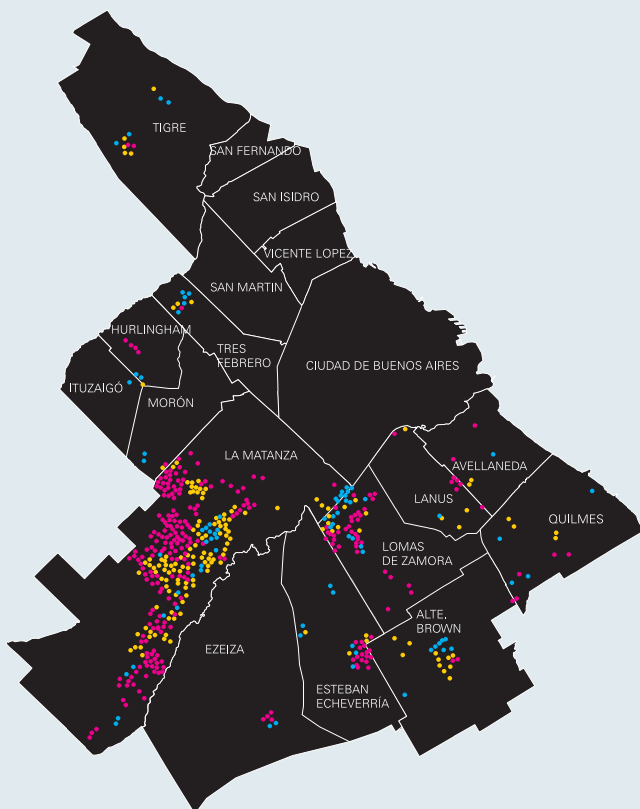 TIGRE
SAN FERNANDO
SAN ISIDRO
VICENTE LOPEZ
SAN MARTIN
HURLINGHAM
TRES
FEBRERO
CIUDAD DE BUENOS AIRES
ITUZAIGÓ
MORÓN
LA MATANZA
AVELLANEDA
LANUS
QUILMES
LOMAS
DE ZAMORA
ALTE.
BROWN
EZEIZA
ESTEBAN
ECHEVERRÍA